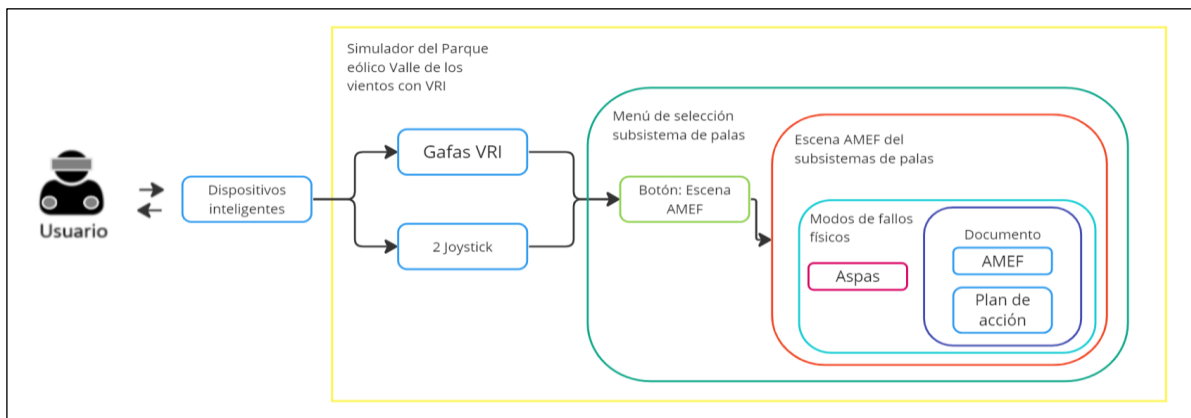 Simulador del Parque
eólico Valle de los
vientos con VRI
Usuario
Dispositivos
inteligentes
Gafas VRI
2 Joystick
Menú de selección
subsistema de palas
Botón: Escena
AMEF
Escena AMEF del
subsistemas de palas
Modos de fallos
físicos
Aspas
Documento
AMEF
Plan de
acción